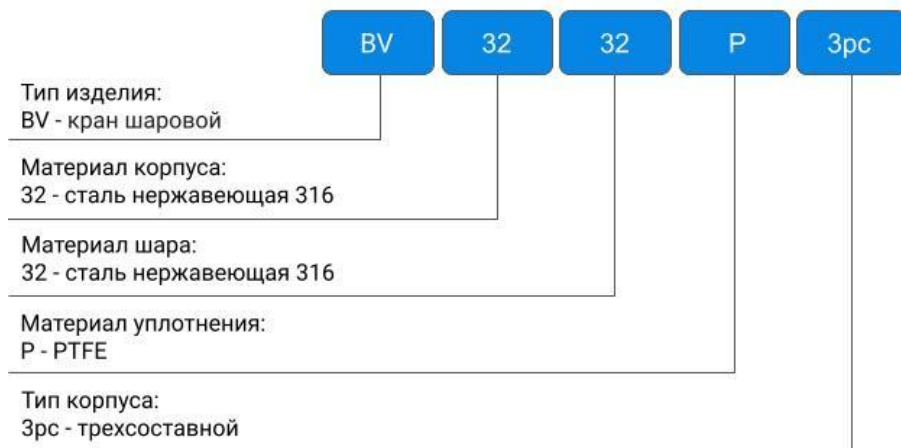 BV 32 32 P 3pc
Тип изделия:
BV - кран шаровой
Материал корпуса:
32 - сталь нержавеющая 316
Материал шара:
32 - сталь нержавеющая 316
Материал уплотнения:
P - PTFE
Тип корпуса:
3pc - трехсоставной